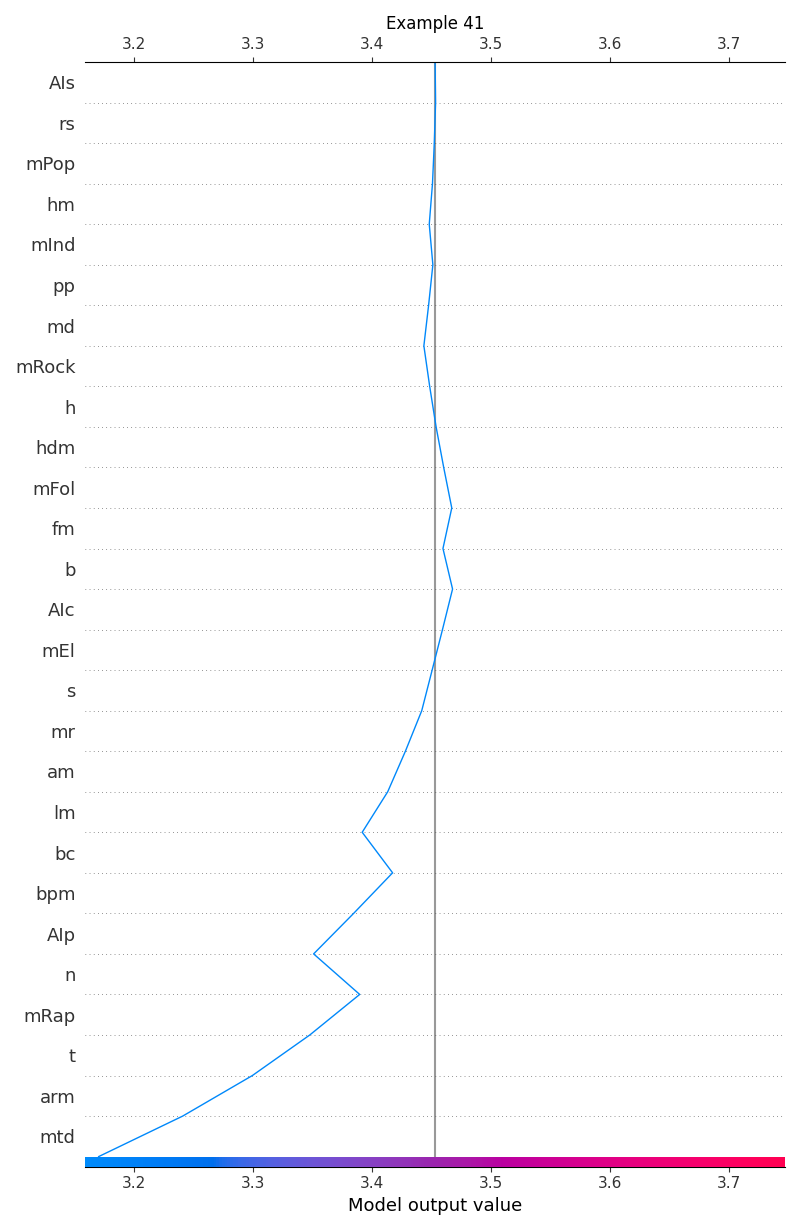 Example 41
3.2 3.3 3.4 3.5 3.6 3.7
AIs
rs
mPop
hm
mInd
pp
md
mRock
h
hdm
mFol
fm
b
AIc
mEl
s
mr
am
lm
bc
bpm
AIp
n
mRap
t
arm
mtd
3.2 3.3 3.4 3.5 3.6 3.7
Model output value